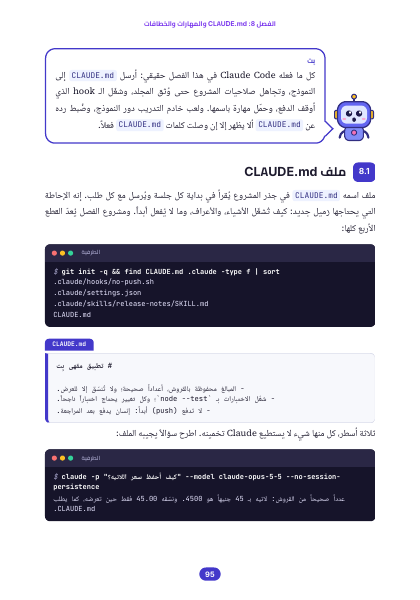 الفصل 8: CLAUDE.md والمهارات والخطافات
بِت
كل ما فعله Claude Code في هذا الفصل حقيقي: أرسل CLAUDE.md إلى
النموذج، وتجاهل صلاحيات المشروع حتى وُثق المجلد، وشغّل الـ hook الذي
أوقف الدفع، وحمّل مهارة باسمها. ولعب خادم التدريب دور النموذج، وضُبط رده
عن CLAUDE.md ألا يظهر إلا إن وصلت كلمات CLAUDE.md فعلاً.
8.1 ملف CLAUDE.md
ملف اسمه CLAUDE.md في جذر المشروع يُقرأ في بداية كل جلسة ويُرسل مع كل طلب. إنه الإحاطة
التي يحتاجها زميل جديد: كيف تُشغّل الأشياء، والأعراف، وما لا يُفعل أبداً. ومشروع الفصل يُعدّ القطع
الأربع كلها:
الطرفية
$ git init -q && find CLAUDE.md .claude -type f | sort
.claude/hooks/no-push.sh
.claude/settings.json
.claude/skills/release-notes/SKILL.md
CLAUDE.md
CLAUDE.md
# تطبيق مقهى بِت
- المبالغ محفوظة بالقروش، أعداداً صحيحة؛ ولا تُنسّق إلا للعرض.
- شغّل الاختبارات بـ `node --test`؛ وكل تغيير يحتاج اختباراً ناجحاً.
- لا تدفع (push) أبداً: إنسان يدفع بعد المراجعة.
ثلاثة أسطر، كل منها شيء لا يستطيع Claude تخمينه. اطرح سؤالاً يجيبه الملف:
الطرفية
$ claude -p "كيف أحفظ سعر اللاتيه؟" --model claude-opus-5-5 --no-session-
persistence
عدداً صحيحاً من القروش: لاتيه بـ 45 جنيهاً هو 4500. ونسّقه 45.00 فقط حين تعرضه، كما يطلب
CLAUDE.md.
95